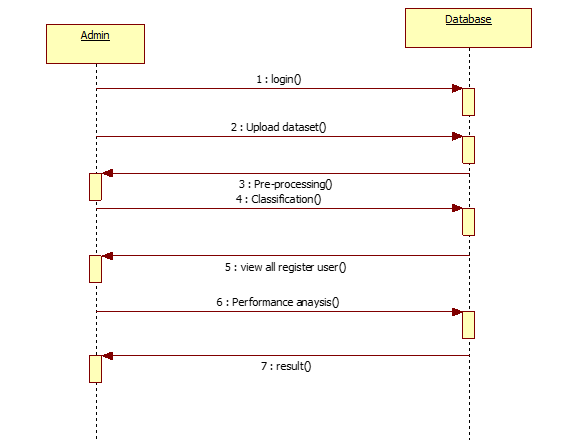 Database
Admin
1 : login()
2 : Upload dataset()
3 : Pre-processing()
4 : Classification()
5 : view all register user()
6 : Performance anaysis()
7 : result()